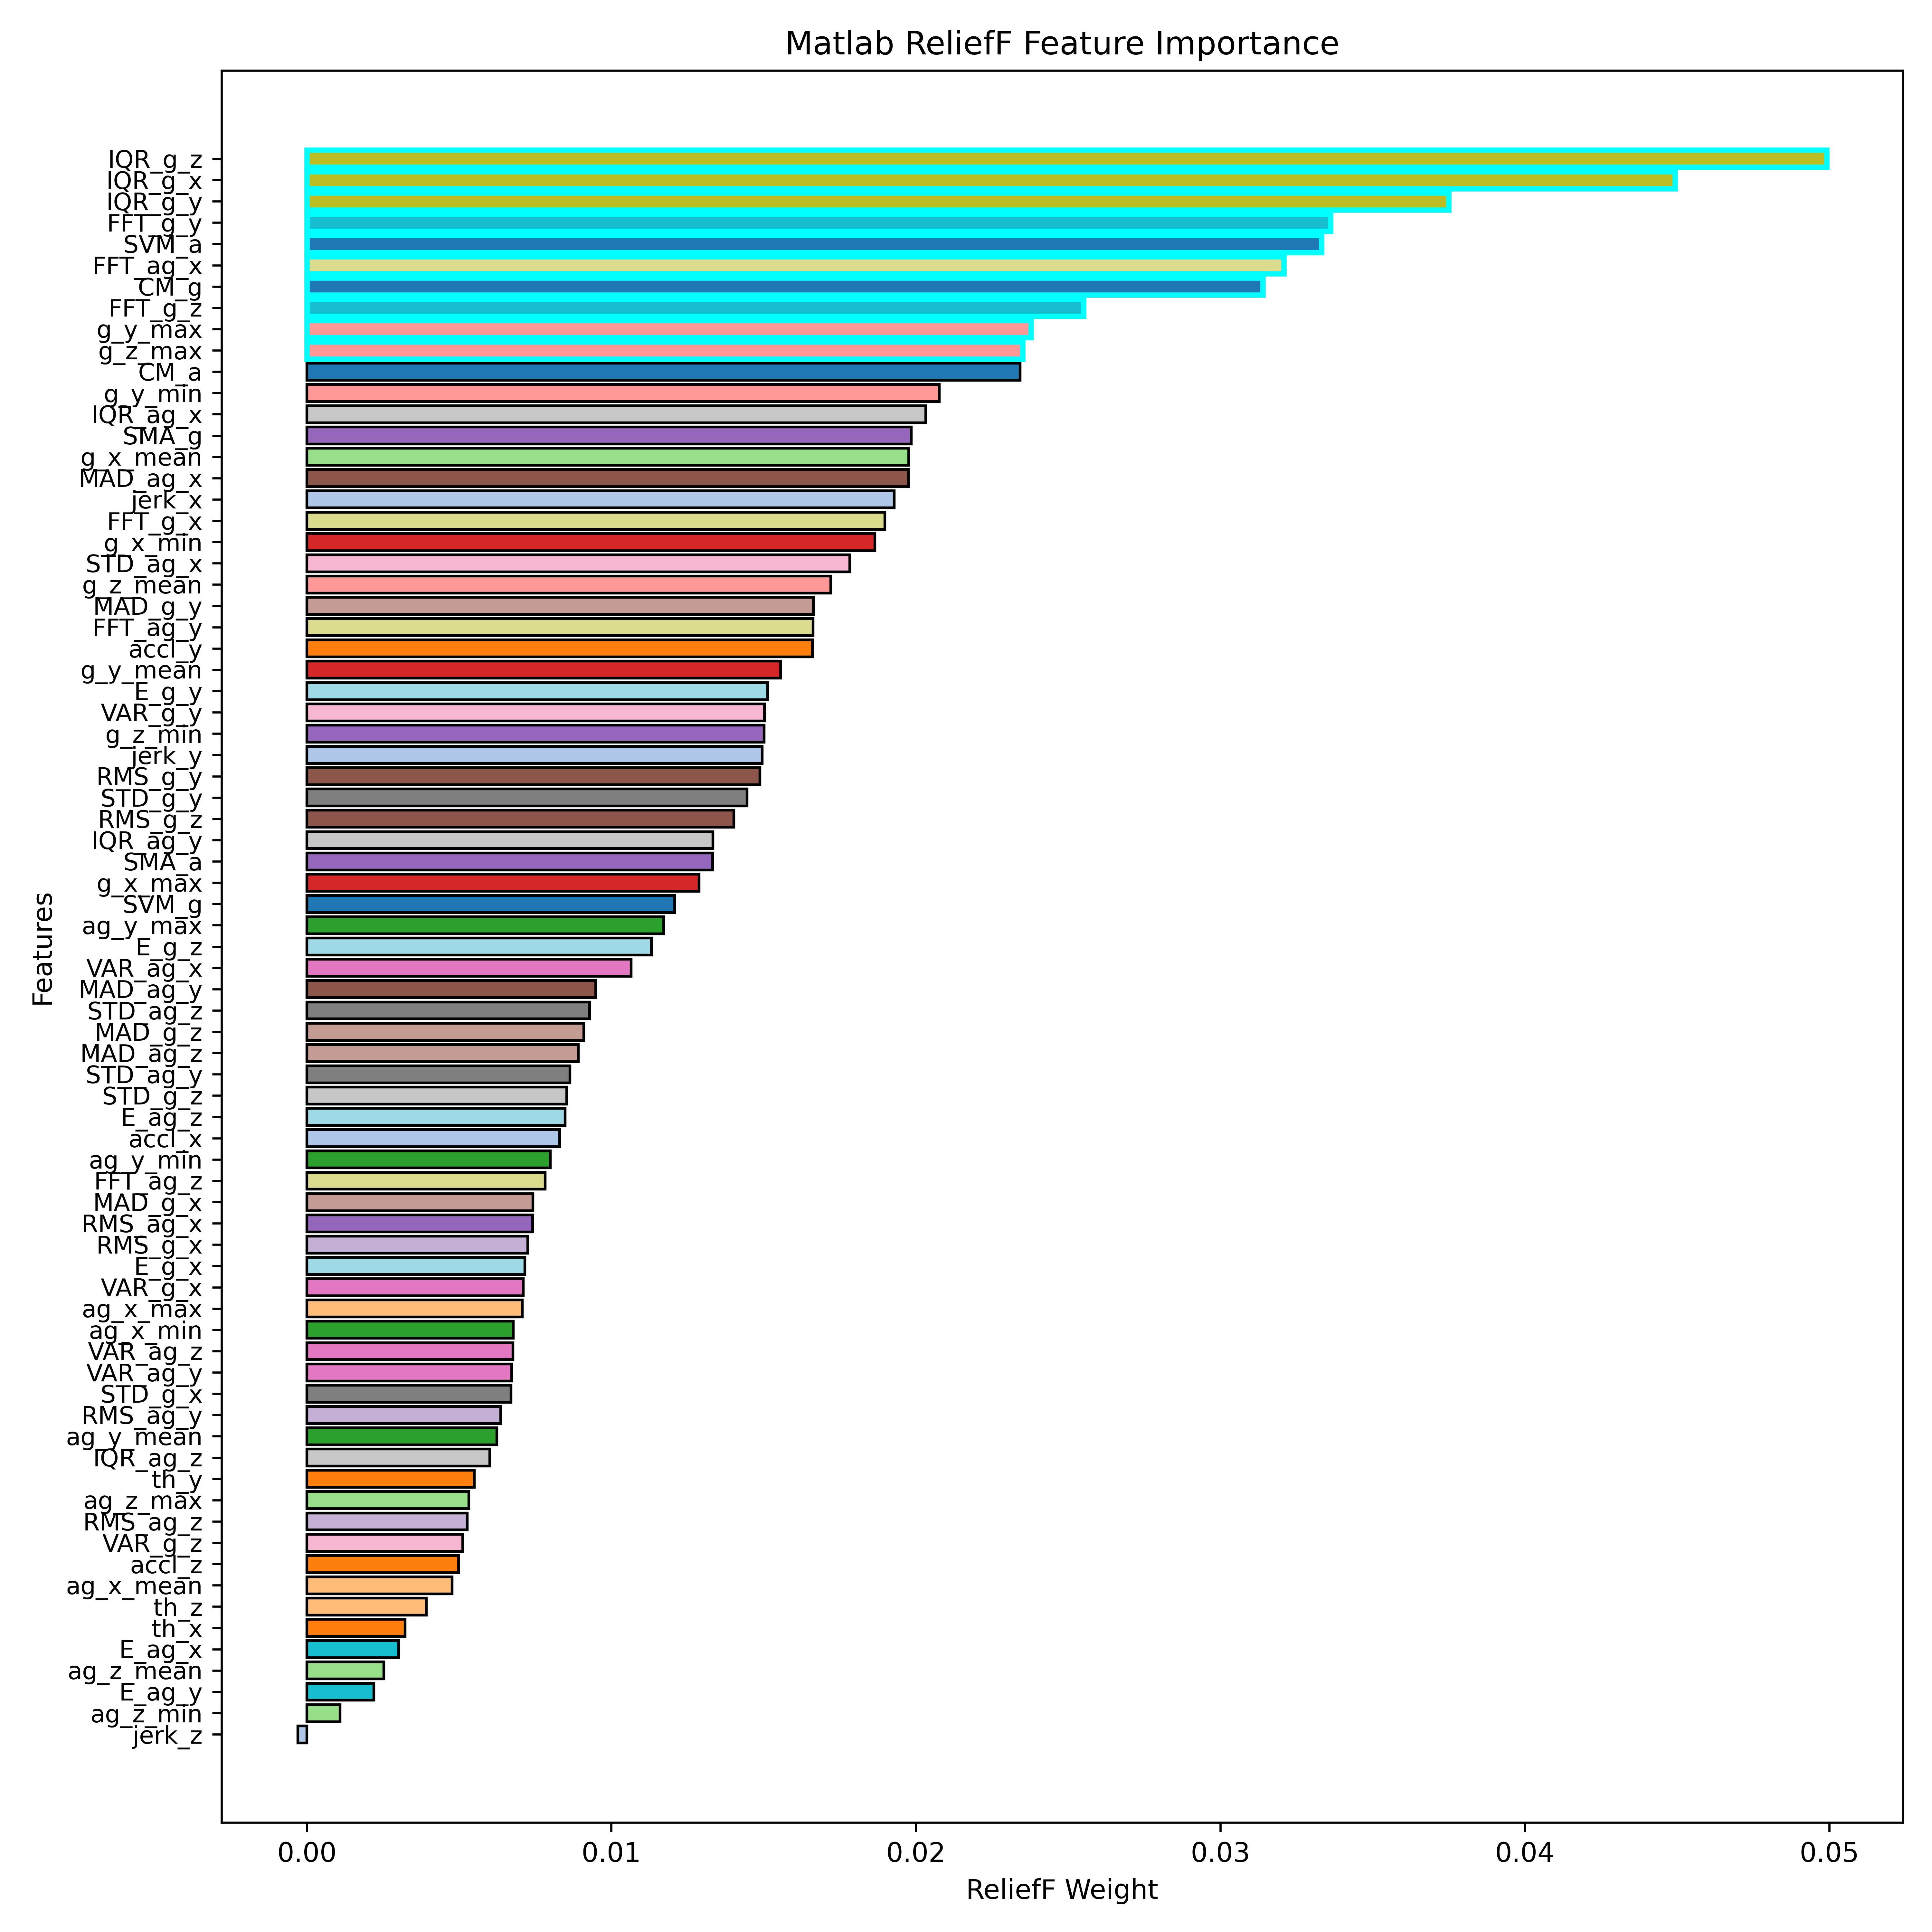 Matlab ReliefF Feature Importance
IQR_g_z
IQR_g_x
IQR_g_y
FFT_g_y
SVM_a
FFT_ag_x
CM_g
FFT_g_z
g_y_max
g_z_max
CM_a
g_y_min
IQR_ag_x
SMA_g
g_x_mean
MAD_ag_x
jerk_x
FFT_g_x
g_x_min
STD_ag_x
g_z_mean
MAD_g_y
FFT_ag_y
accl_y
g_y_mean
E_g_y
VAR_g_y
g_z_min
jerk_y
RMS_g_y
STD_g_y
RMS_g_z
IQR_ag_y
SMA_a
g_x_max
SVM_g
ag_y_max
E_g_z
VAR_ag_x
MAD_ag_y
STD_ag_z
MAD_g_z
MAD_ag_z
STD_ag_y
STD_g_z
E_ag_z
accl_x
ag_y_min
FFT_ag_z
MAD_g_x
RMS_ag_x
RMS_g_x
E_g_x
VAR_g_x
ag_x_max
ag_x_min
VAR_ag_z
VAR_ag_y
STD_g_x
RMS_ag_y
ag_y_mean
IQR_ag_z
th_y
ag_z_max
RMS_ag_z
VAR_g_z
accl_z
ag_x_mean
th_z
th_x
E_ag_x
ag_z_mean
E_ag_y
ag_z_min
jerk_z
Features
0.00 0.01 0.02 0.03 0.04 0.05
ReliefF Weight